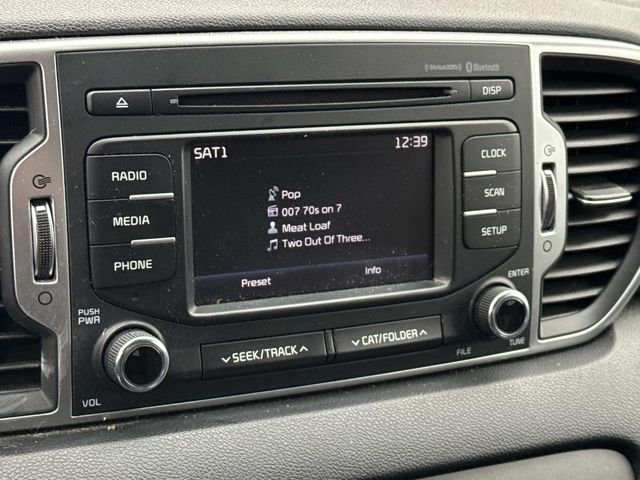 ((SiriusXM)) Bluetooth
DISP
SAT1 12:39
RADIO
MEDIA
PHONE
Pop
007 70s on 7
Meat Loaf
Two Out Of Three...
Preset Info
CLOCK
SCAN
SETUP
PUSH
PWR
VOL
SEEK/TRACK
CAT/FOLDER
FILE
ENTER
TUNE